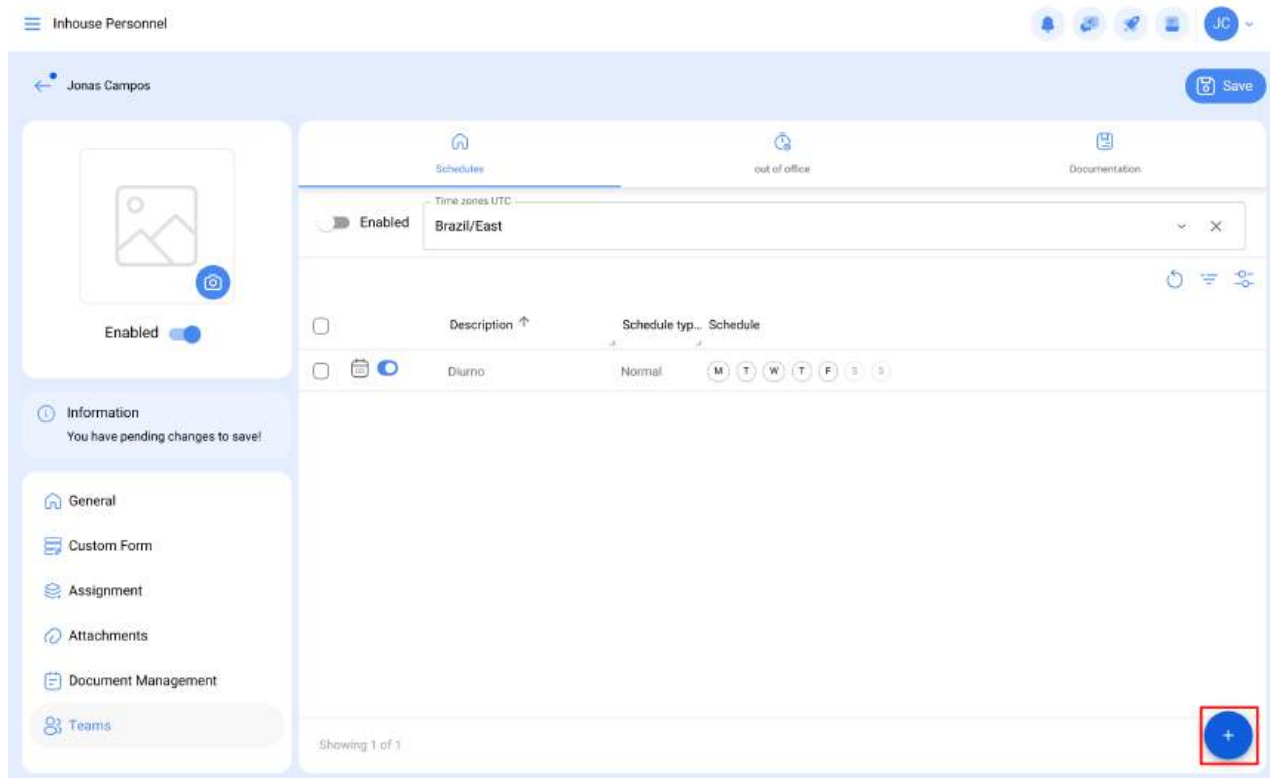 Inhouse Personnel
JC
Jonas Campos
Save
Enabled
Information
You have pending changes to save!
General
Custom Form
Assignment
Attachments
Document Management
Teams
Schedules
out of office
Documentation
Enabled
Time zones UTC
Brazil/East
Description Schedule typ... Schedule
Diurno Normal M T W T F S S
Showing 1 of 1